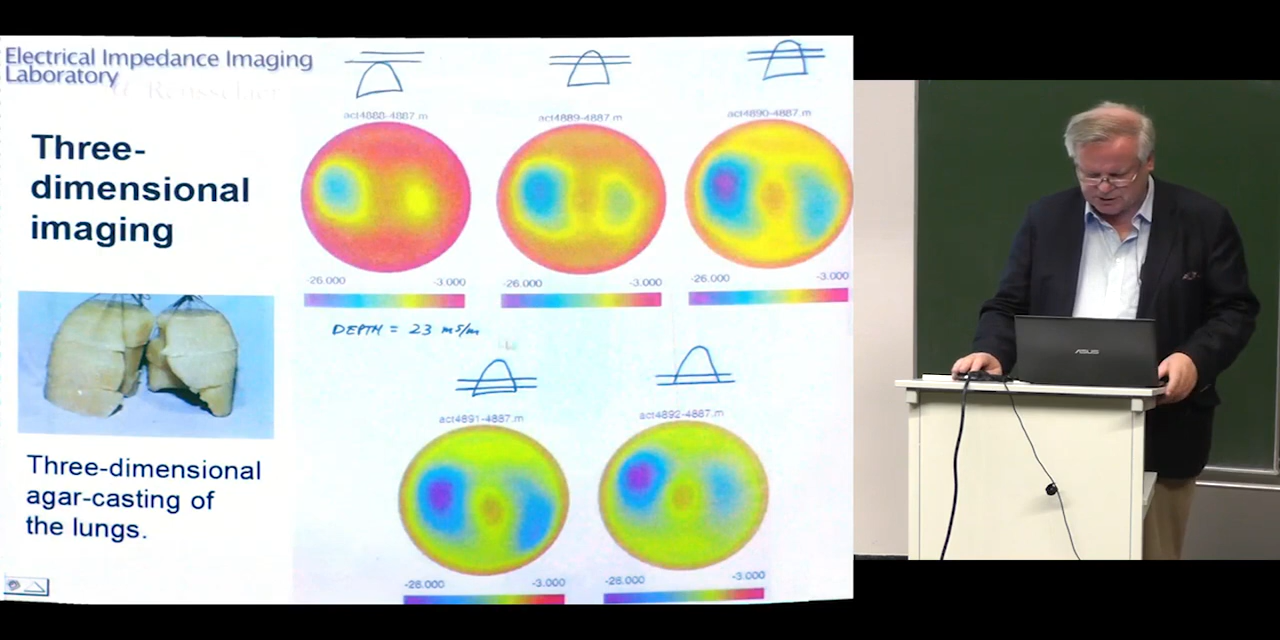 Electrical Impedance Imaging
Laboratory
Three-
dimensional
imaging
act4888-4887.m
act4889-4887.m
act4890-4887.m
-26.000 -3.000
-26.000 -3.000
-26.000 -3.000
DEPTH = 23 mS/m
act4891-4887.m
act4892-4887.m
-26.000 -3.000
-26.000 -3.000
Three-dimensional
agar-casting of
the lungs.
ASUS